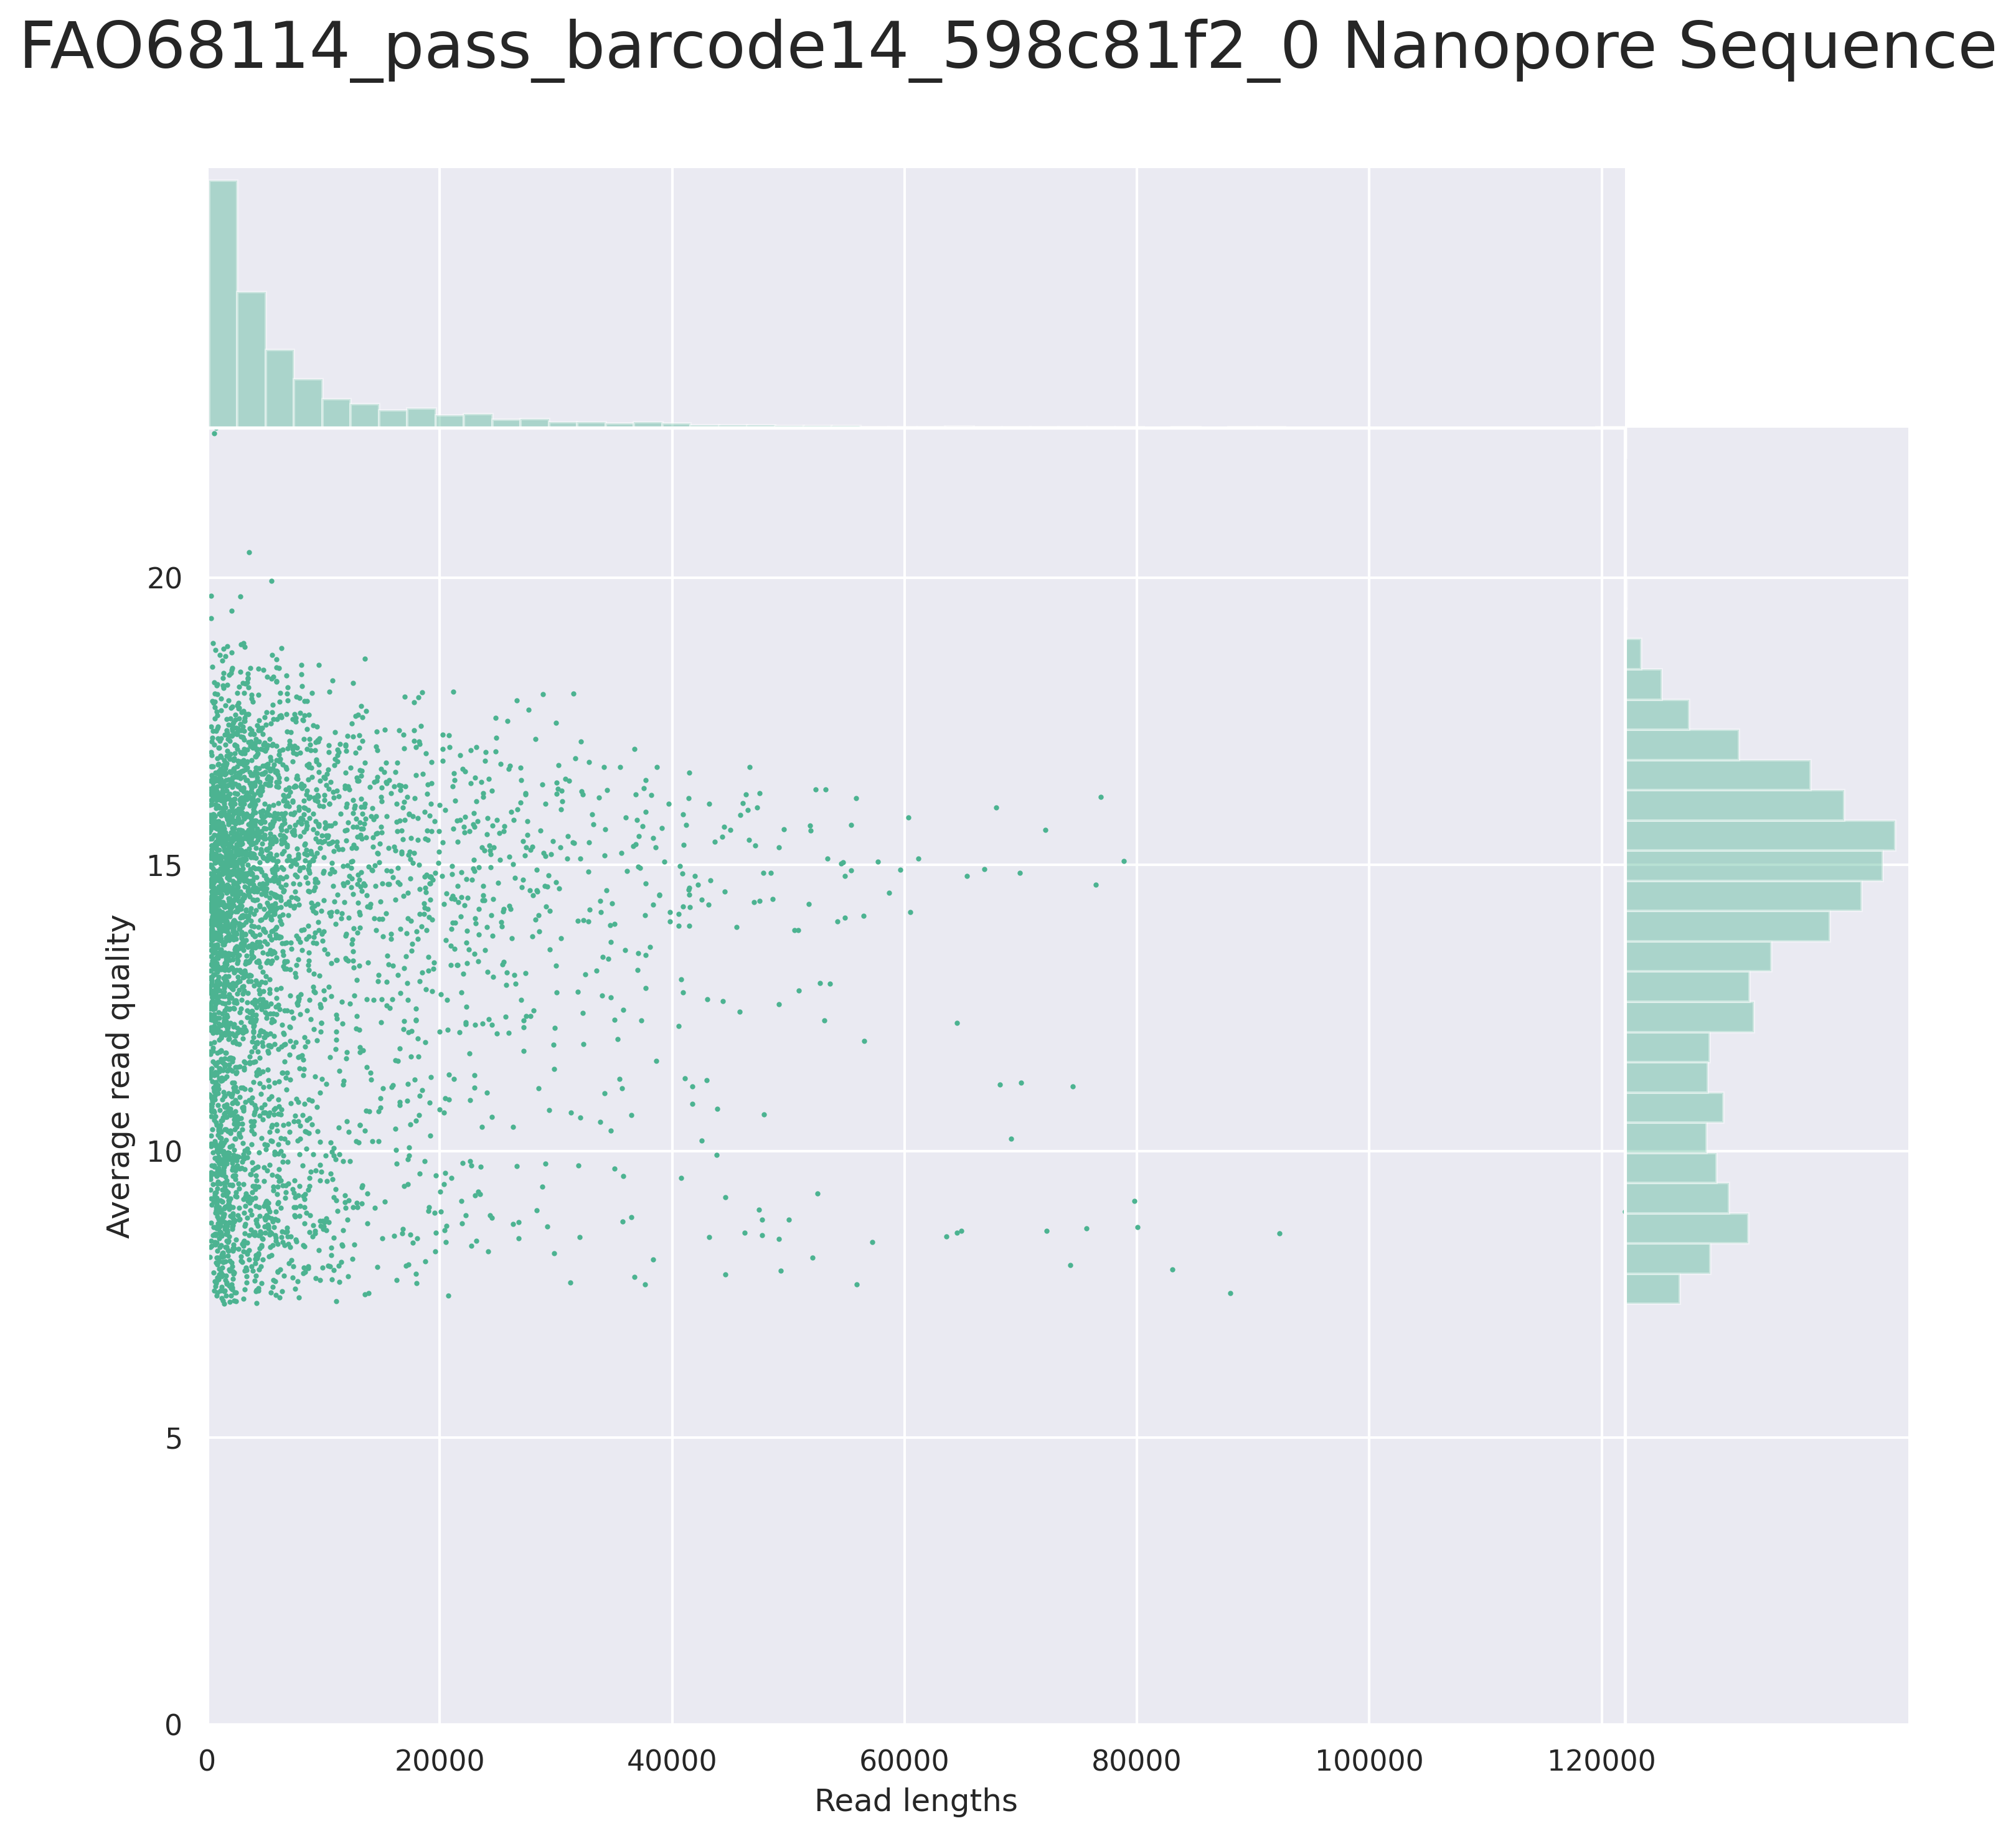 FAO68114_pass_barcode14_598c81f2_0 Nanopore Sequence
20
15
10
5
0
Average read quality
0 20000 40000 60000 80000 100000 120000
Read lengths